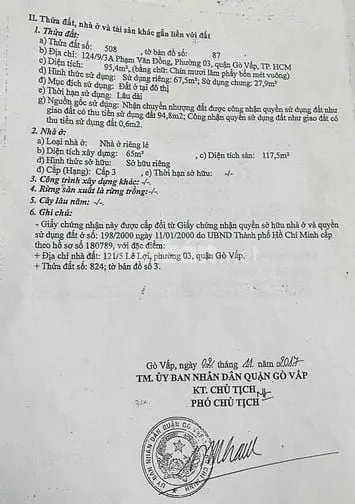 II. Thửa đất, nhà ở và tài sản khác gắn liền với đất
1. Thửa đất:
a) Thửa đất số: 508 , tờ bản đồ số: 87
b) Địa chỉ: 124/9/3A Phạm Văn Đồng, Phường 03, quận Gò Vấp, TP. HCM
c) Diện tích: 95,4m², (bằng chữ: Chín mươi lăm phẩy bốn mét vuông)
d) Hình thức sử dụng: Sử dụng riêng: 67,5m²; Sử dụng chung: 27,9m²
đ) Mục đích sử dụng: Đất ở tại đô thị
e) Thời hạn sử dụng: Lâu dài
g) Nguồn gốc sử dụng: Nhận chuyển nhượng đất được công nhận quyền sử dụng đất như
giao đất có thu tiền sử dụng đất 94,8m2; Công nhận quyền sử dụng đất như giao đất có
thu tiền sử dụng đất 0,6m2.
2. Nhà ở:
a) Loại nhà ở: Nhà ở riêng lẻ
b) Diện tích xây dựng: 65m² , c) Diện tích sàn: 117,5m²
d) Hình thức sở hữu: Sở hữu riêng
đ) Cấp (Hạng): Cấp 3 , e) Thời hạn sở hữu: -/-
3. Công trình xây dựng khác: -/-.
4. Rừng sản xuất là rừng trồng:-/-.
5. Cây lâu năm: -/-.
6. Ghi chú:
- Giấy chứng nhận này được cấp đổi từ Giấy chứng nhận quyền sở hữu nhà ở và quyền
sử dụng đất ở số: 198/2000 ngày 11/01/2000 do UBND Thành phố Hồ Chí Minh cấp
theo hồ sơ số 180789, với đặc điểm:
+ Địa chỉ nhà đất: 121/5 Lê Lợi, phường 03, quận Gò Vấp.
+ Thửa đất số: 824; tờ bản đồ số 3.
Gò Vấp, ngày 02 tháng 11 năm 2017
TM. ỦY BAN NHÂN DÂN QUẬN GÒ VẤP
KT. CHỦ TỊCH
PHÓ CHỦ TỊCH